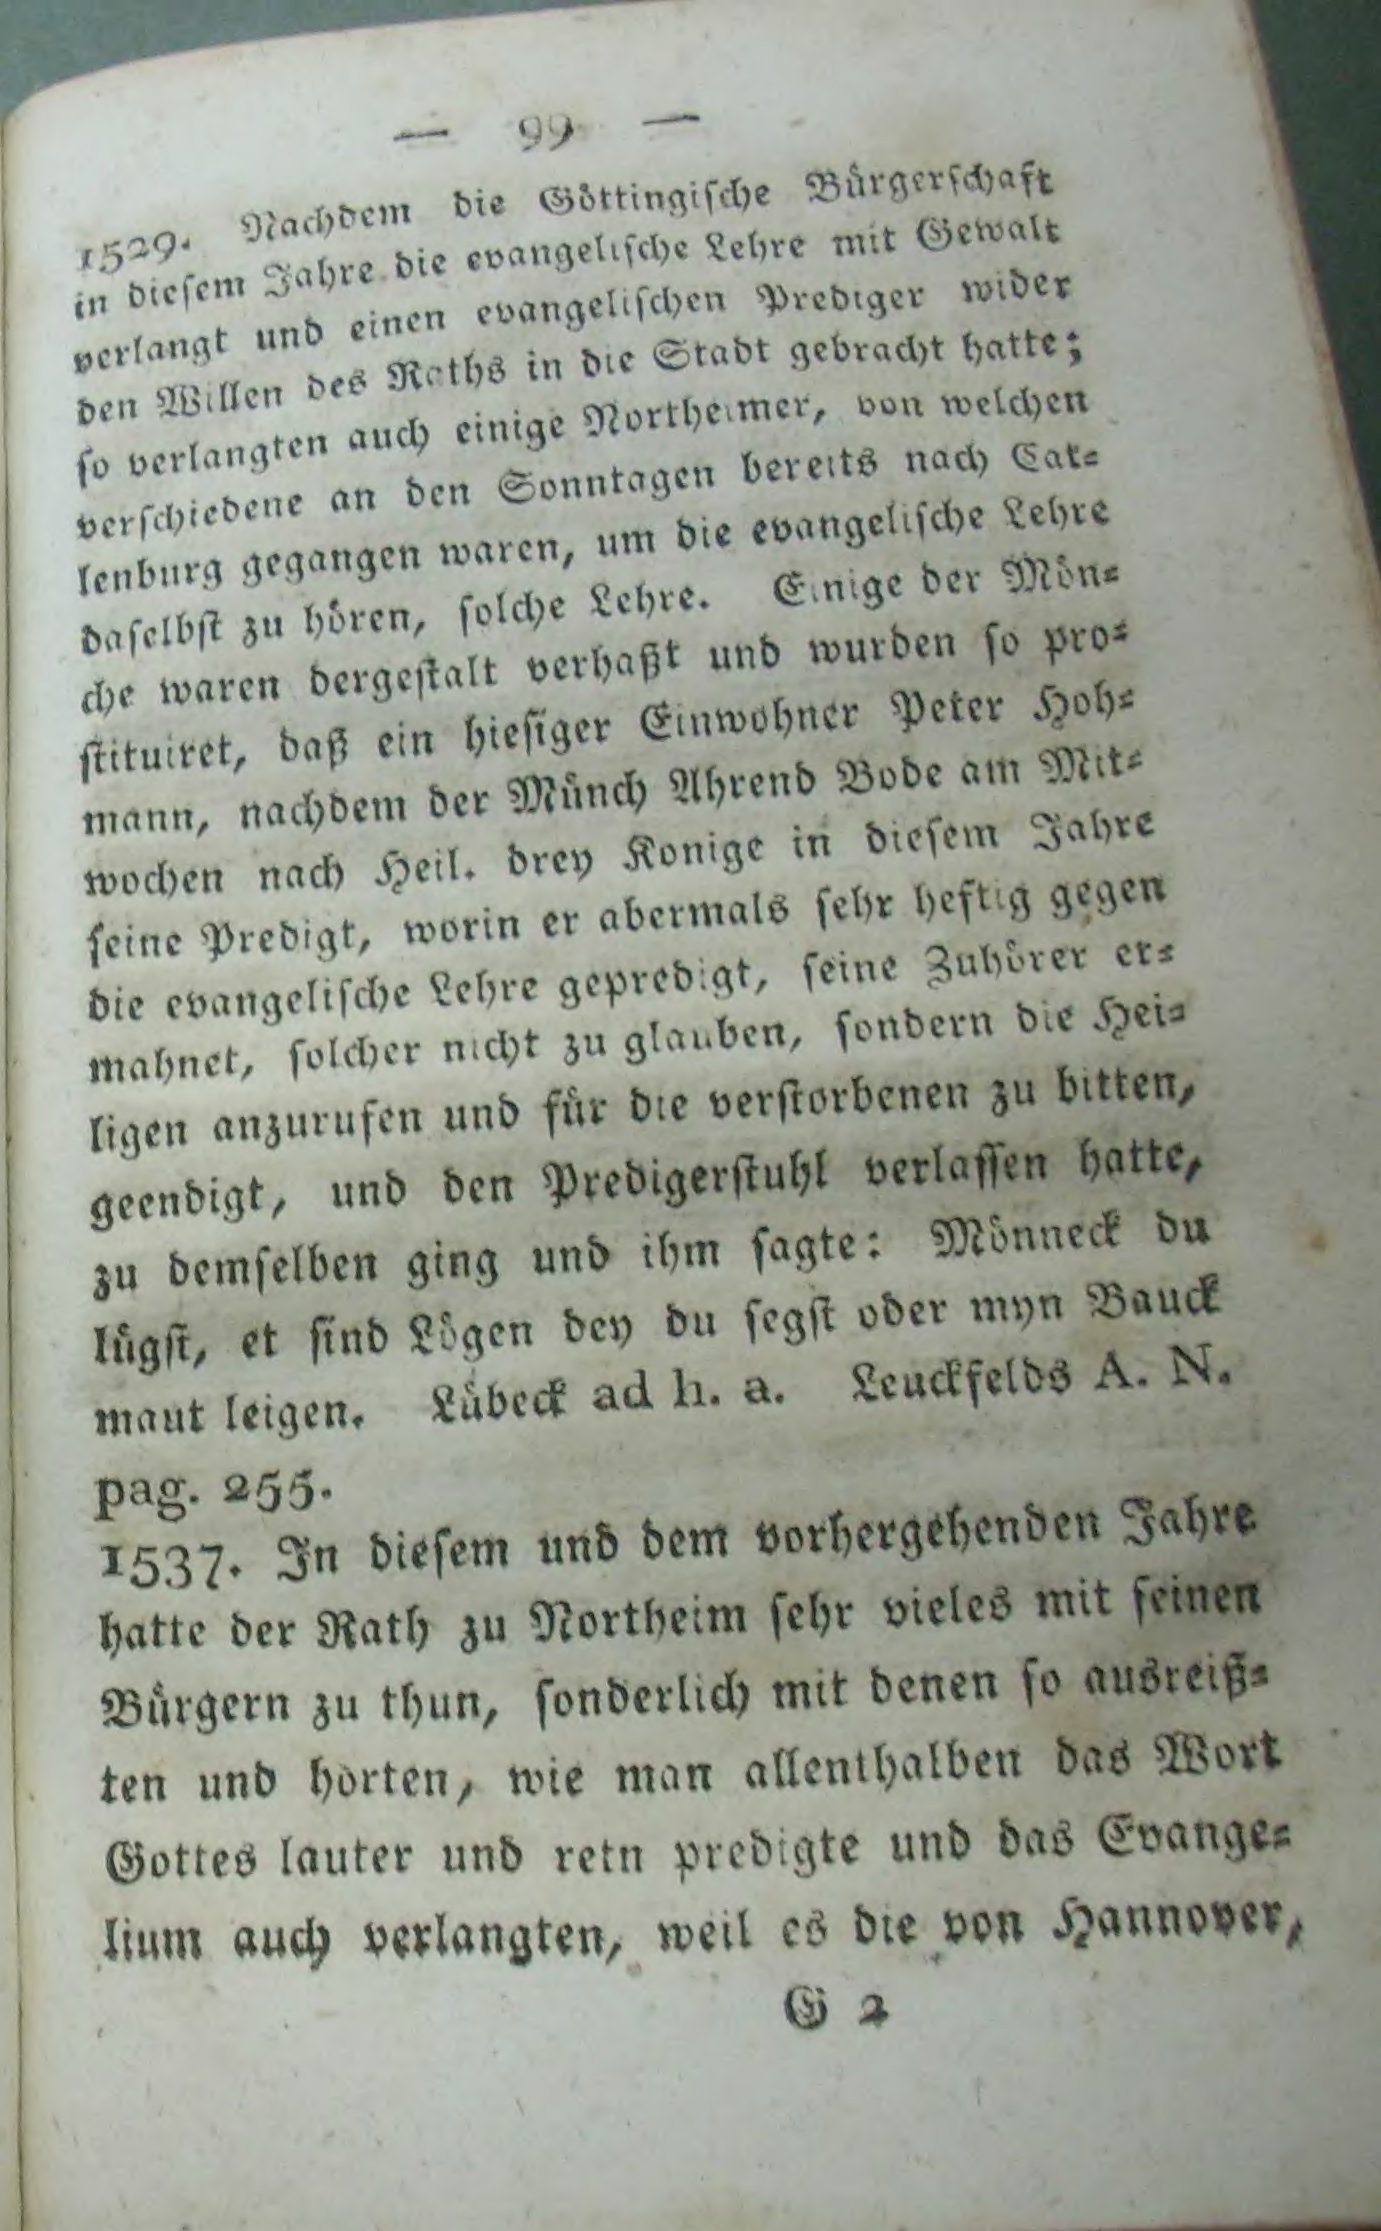 — 99 —
1529. Nachdem die Göttingische Bürgerschaft
in diesem Jahre die evangelische Lehre mit Gewalt
verlangt und einen evangelischen Prediger wider
den Willen des Raths in die Stadt gebracht hatte;
so verlangten auch einige Northeimer, von welchen
verschiedene an den Sonntagen bereits nach Cat=
lenburg gegangen waren, um die evangelische Lehre
daselbst zu hören, solche Lehre. Einige der Mön=
che waren dergestalt verhaßt und wurden so pro=
stituiret, daß ein hiesiger Einwohner Peter Hoh=
mann, nachdem der Münch Ahrend Bode am Mit=
wochen nach Heil. drey Konige in diesem Jahre
seine Predigt, worin er abermals sehr heftig gegen
die evangelische Lehre gepredigt, seine Zuhörer er=
mahnet, solcher nicht zu glauben, sondern die Hei=
ligen anzurufen und für die verstorbenen zu bitten,
geendigt, und den Predigerstuhl verlassen hatte,
zu demselben ging und ihm sagte: Mönneck du
lügst, et sind Lögen dey du segst oder myn Bauck
maut leigen. Lübeck ad h. a. Leuckfelds A. N.
pag. 255.
1537. In diesem und dem vorhergehenden Jahre
hatte der Rath zu Northeim sehr vieles mit seinen
Bürgern zu thun, sonderlich mit denen so ausreiß=
ten und hörten, wie man allenthalben das Wort
Gottes lauter und rein predigte und das Evange=
lium auch verlangten, weil es die von Hannover,
G 2